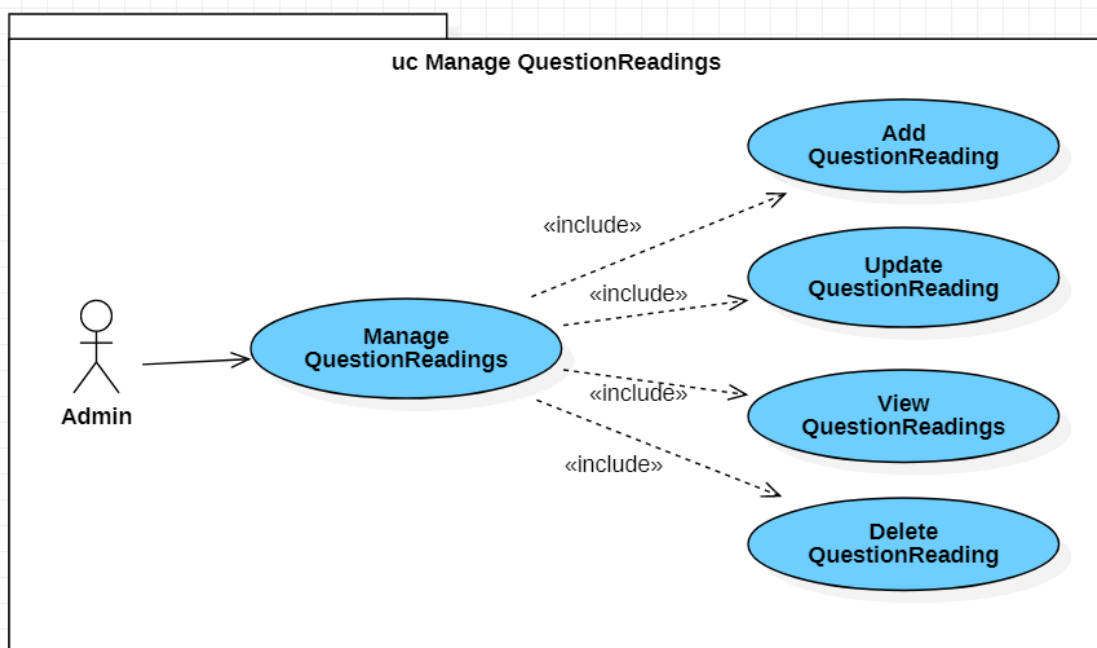 uc Manage QuestionReadings
Add
QuestionReading
«include»
Update
QuestionReading
«include»
Manage
QuestionReadings
«include»
View
QuestionReadings
Admin
«include»
Delete
QuestionReading